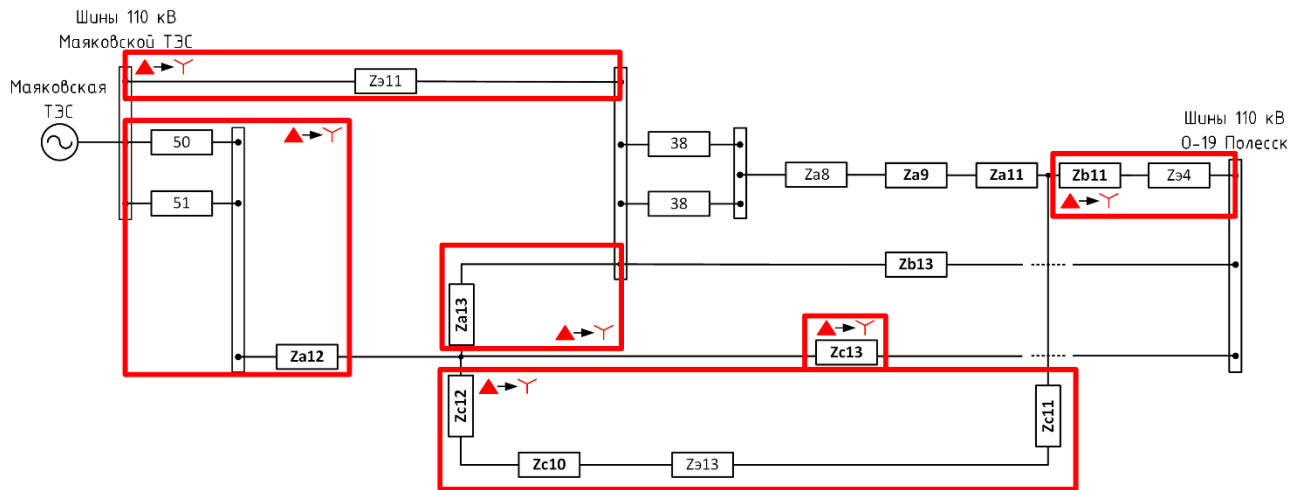 Шины 110 кВ
Маяковской ТЭС
Маяковская
ТЭС
Zэ11
50
51
38
38
Za8
Za9
Za11
Zb11
Zэ4
Шины 110 кВ
О-19 Полесск
Zb13
Za13
Za12
Zc13
Zc12
Zc11
Zc10
Zэ13